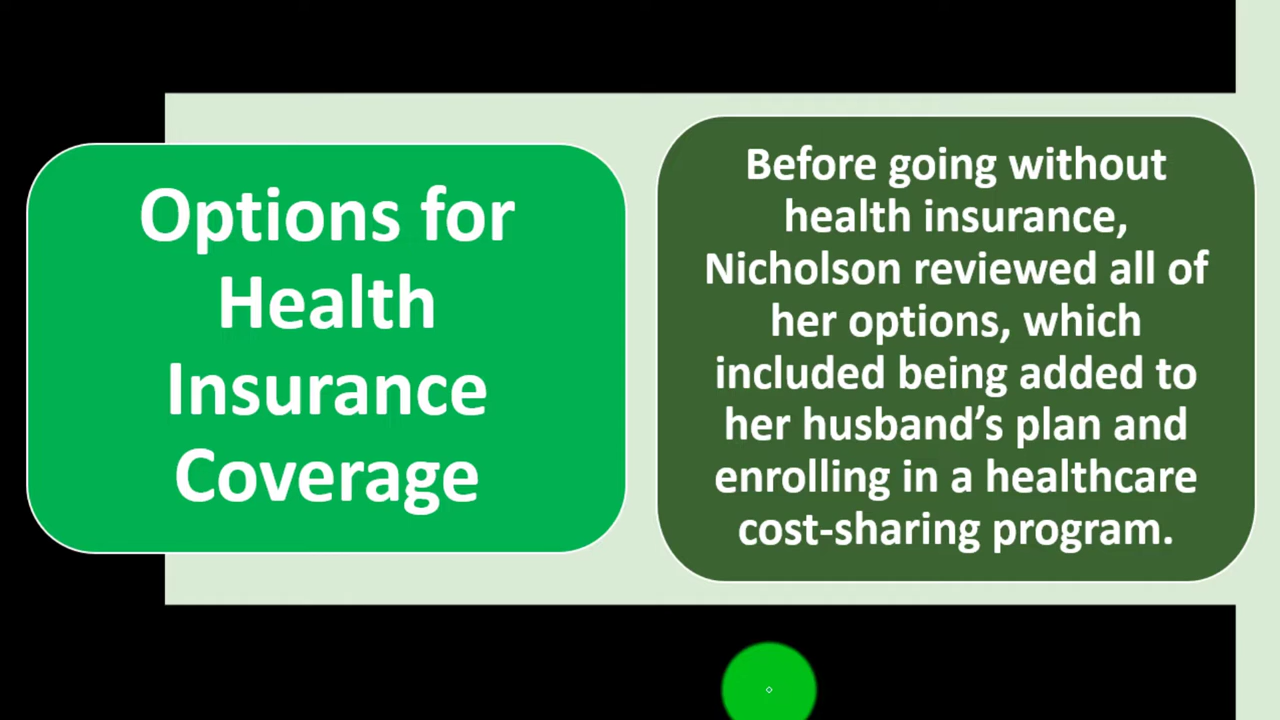 Options for
Health
Insurance
Coverage
Before going without
health insurance,
Nicholson reviewed all of
her options, which
included being added to
her husband’s plan and
enrolling in a healthcare
cost-sharing program.